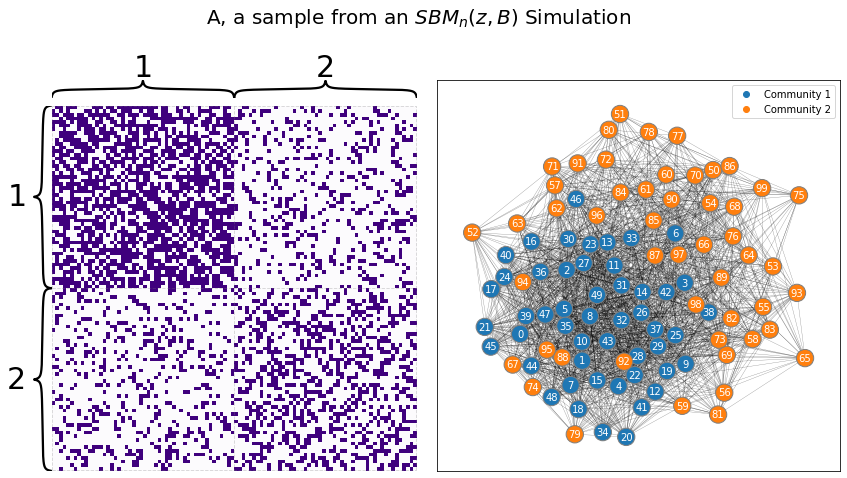 A, a sample from an SBM_n(z, B) Simulation
1 2
1
2
Community 1
Community 2
51
80 78 77
71 91 72
60 70 50 86
57 46 84 61 99 75
62 96 90 54 68
63 85
52 16 30 23 13 33 6 76
66
40 27 11 87 97 64
24 36 2 89 53
94 31 3
17 49 14 42 98 93
5 26 38 55
39 47 8 32 82
21 35 37 83
0 25
45 10 43 29 73 58
95 88 28 69 65
67 44 1 92 9
22 19
74 7 15 4 12 56
48
18 41 59 81
79 34 20